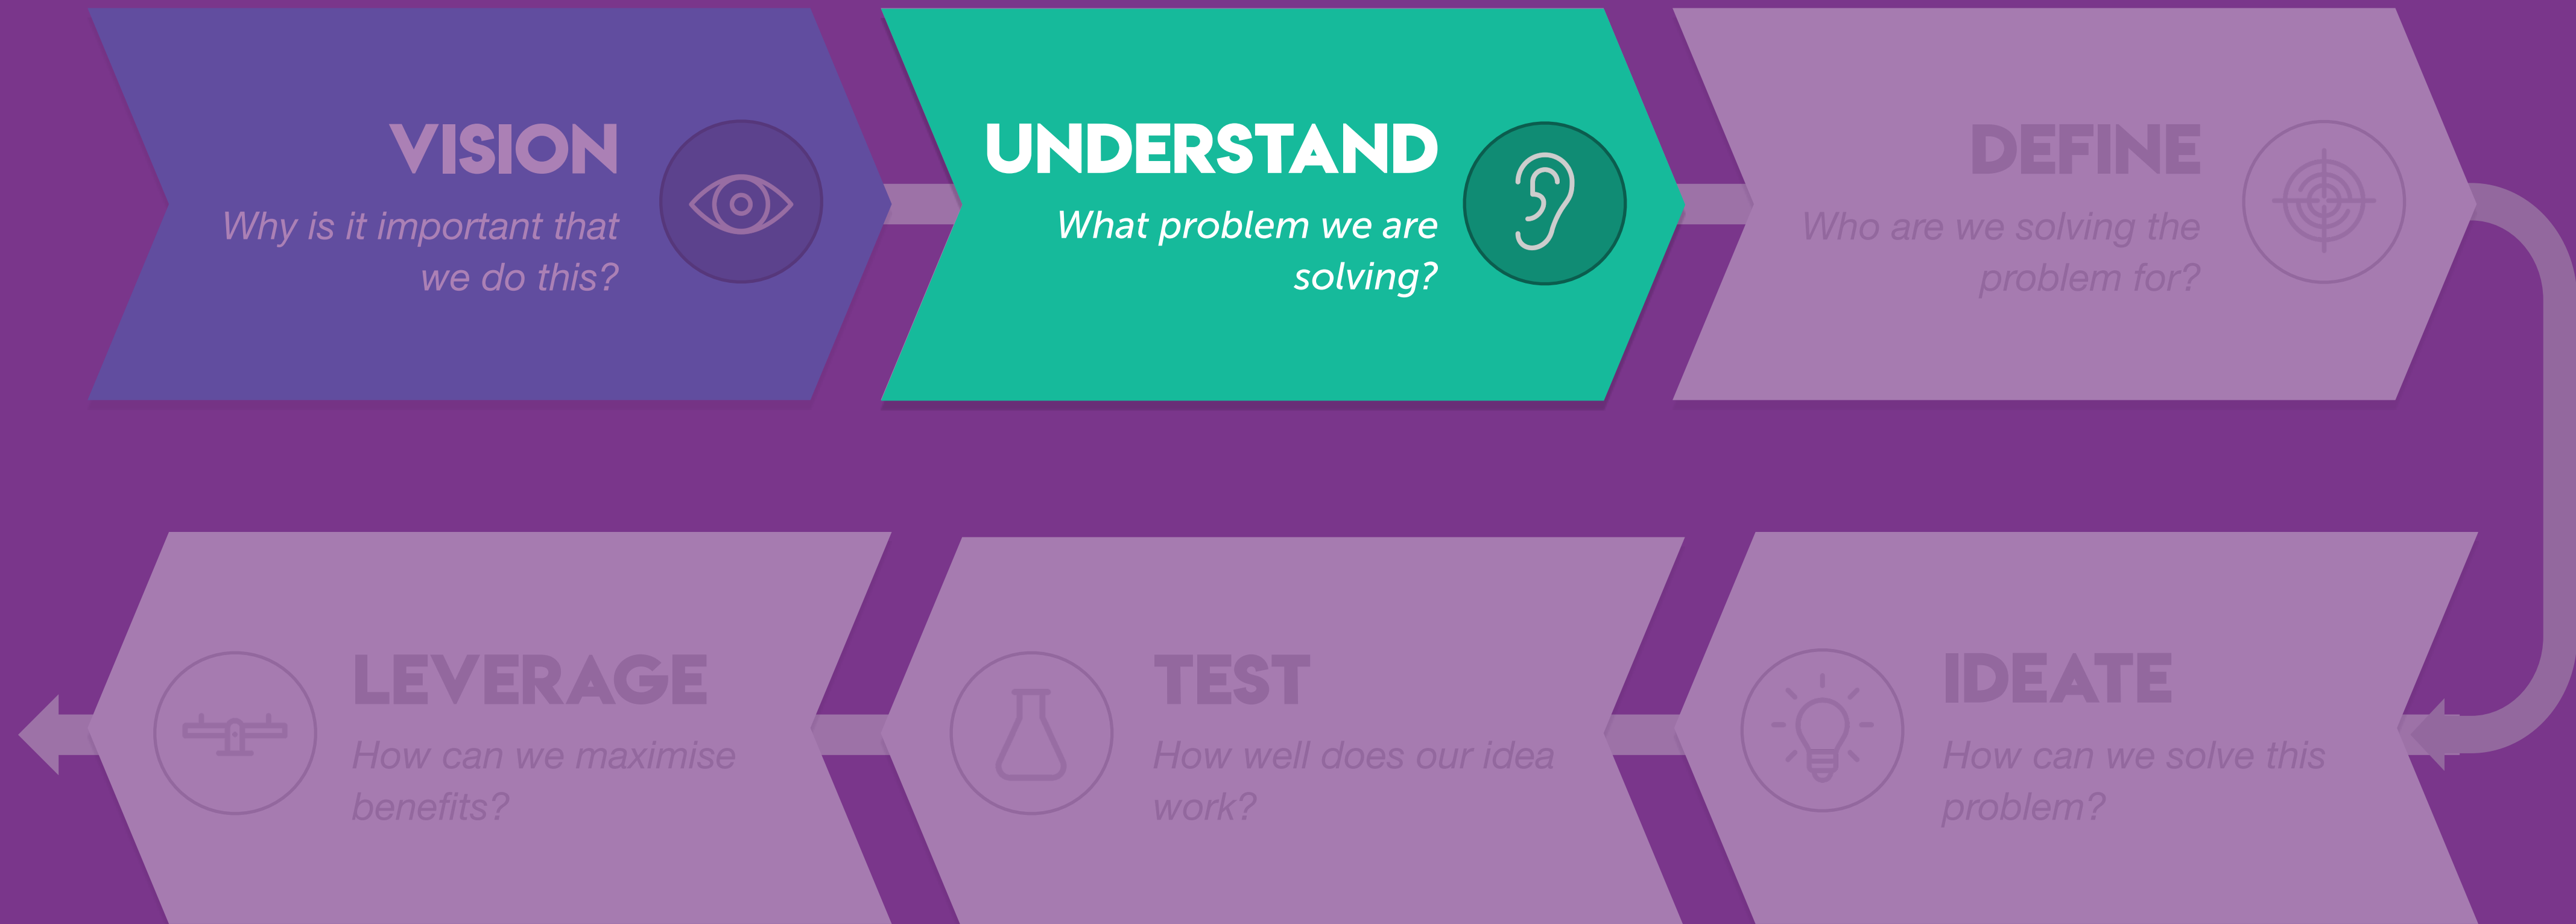 VISION
Why is it important that
we do this?
UNDERSTAND
What problem we are
solving?
DEFINE
Who are we solving the
problem for?
LEVERAGE
How can we maximise
benefits?
TEST
How well does our idea
work?
IDEATE
How can we solve this
problem?